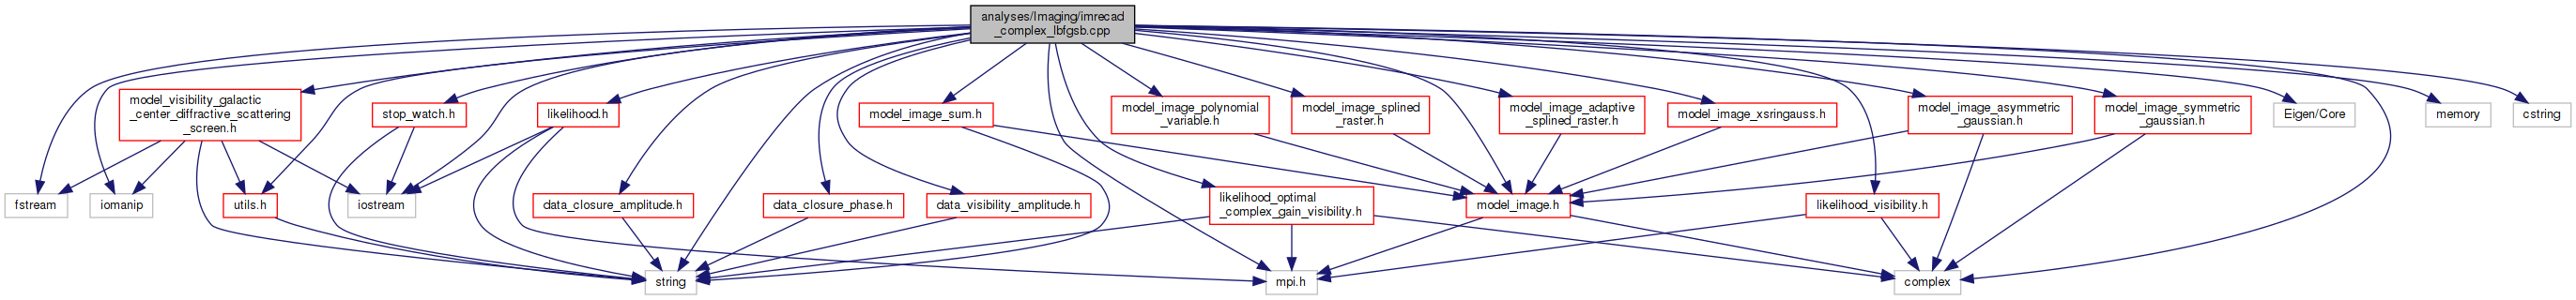 analyses/Imaging/imrecad
_complex_lbfgsb.cpp
model_visibility_galactic
_center_diffractive_scattering
_screen.h
stop_watch.h
likelihood.h
model_image_sum.h
model_image_polynomial
_variable.h
model_image_splined
_raster.h
model_image_adaptive
_splined_raster.h
model_image_xsringauss.h
model_image_asymmetric
_gaussian.h
model_image_symmetric
_gaussian.h
Eigen/Core
memory
cstring
fstream
iomanip
utils.h
iostream
data_closure_amplitude.h
data_closure_phase.h
data_visibility_amplitude.h
likelihood_optimal
_complex_gain_visibility.h
model_image.h
likelihood_visibility.h
string
mpi.h
complex